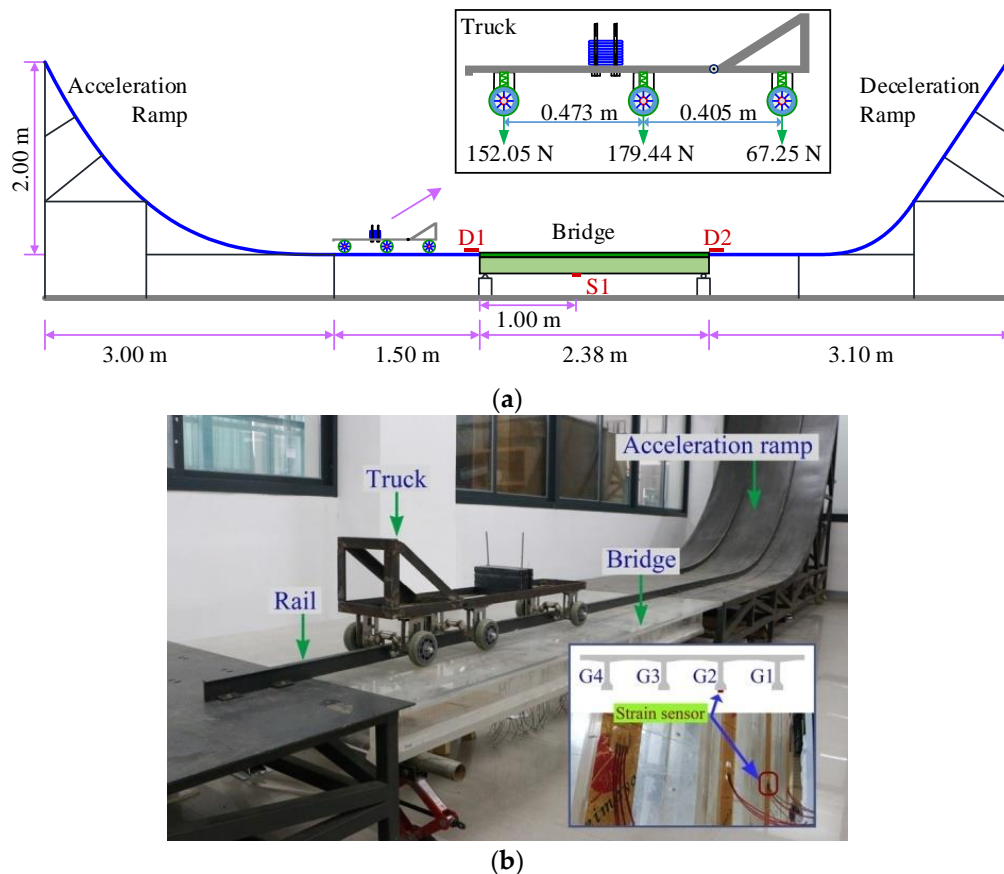 Truck
0.473 m
0.405 m
152.05 N
179.44 N
67.25 N
Acceleration
Ramp
Deceleration
Ramp
2.00 m
D1
Bridge
D2
S1
1.00 m
3.00 m
1.50 m
2.38 m
3.10 m
(a)
Acceleration ramp
Truck
Bridge
Rail
G4
G3
G2
G1
Strain sensor
(b)